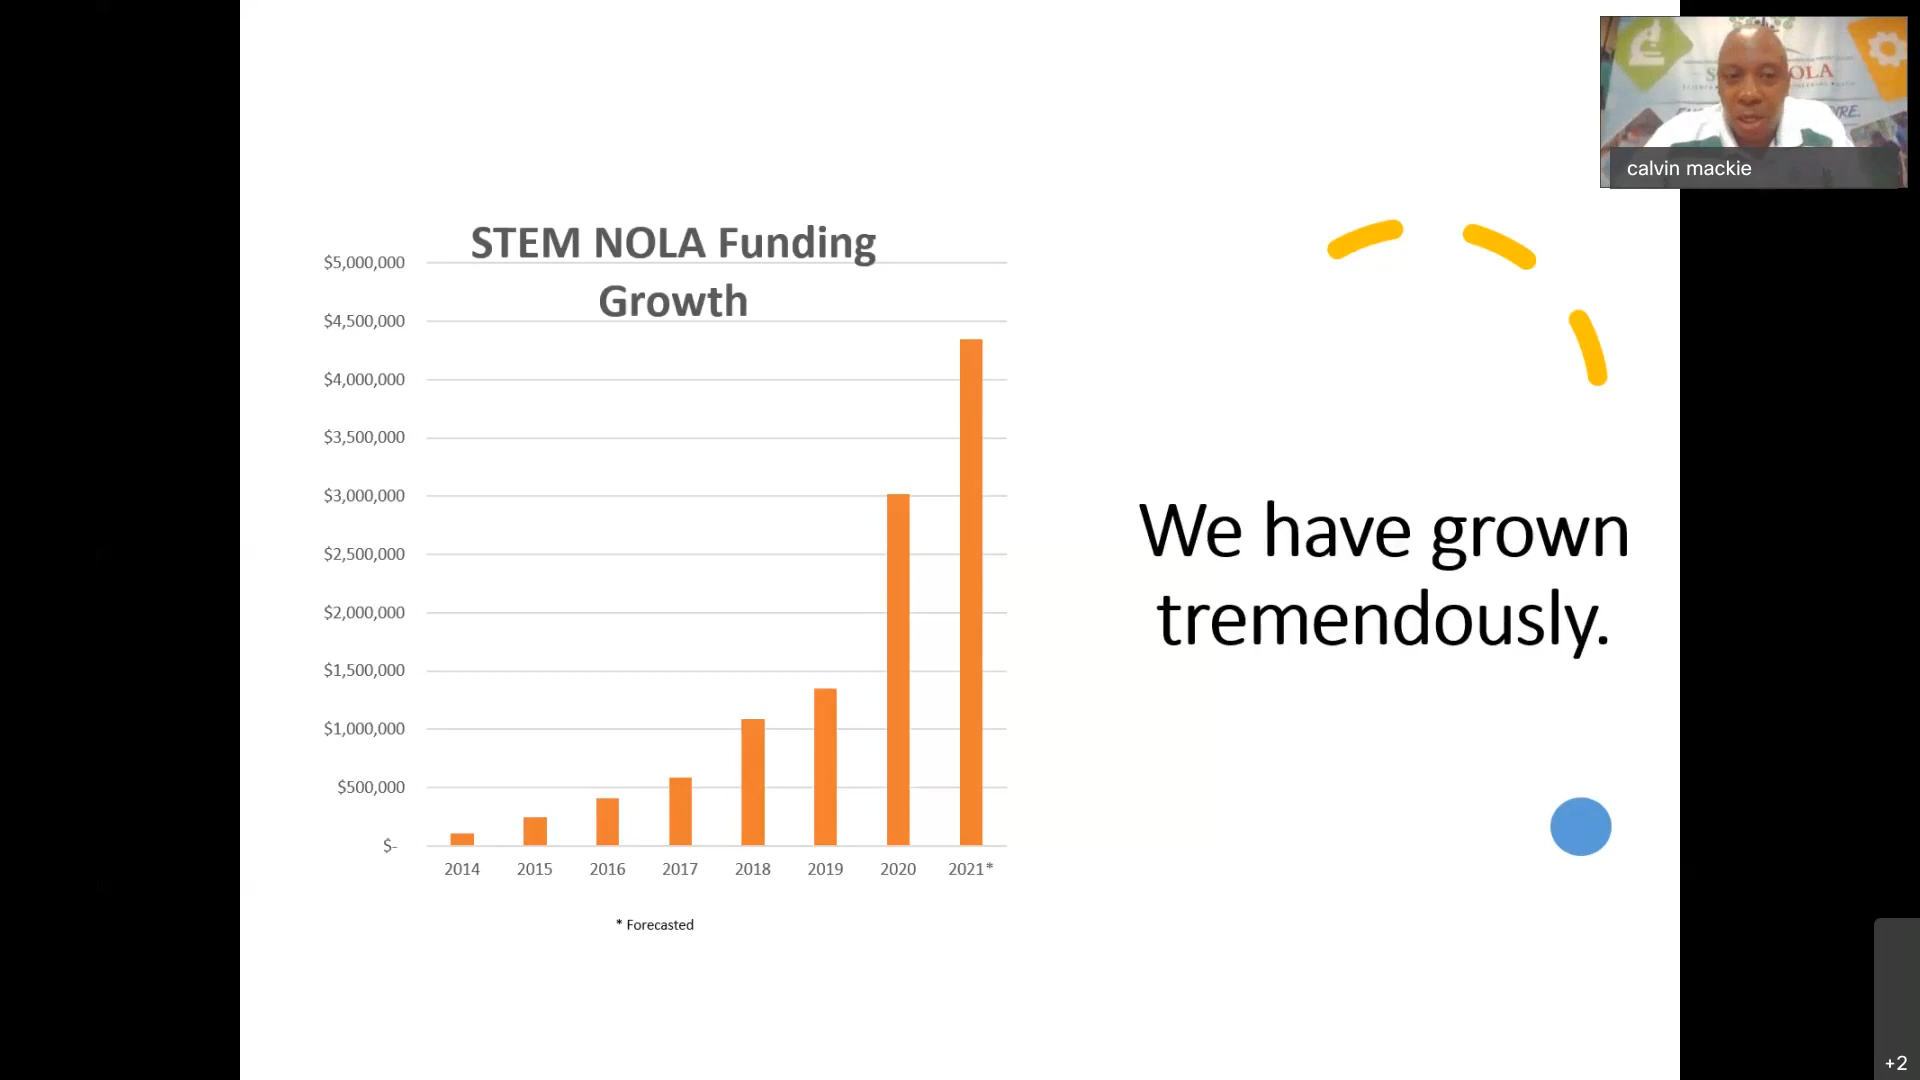 calvin mackie
STEM NOLA Funding
Growth
$5,000,000
$4,500,000
$4,000,000
$3,500,000
$3,000,000
$2,500,000
$2,000,000
$1,500,000
$1,000,000
$500,000
$-
2014 2015 2016 2017 2018 2019 2020 2021*
* Forecasted
We have grown
tremendously.
+2